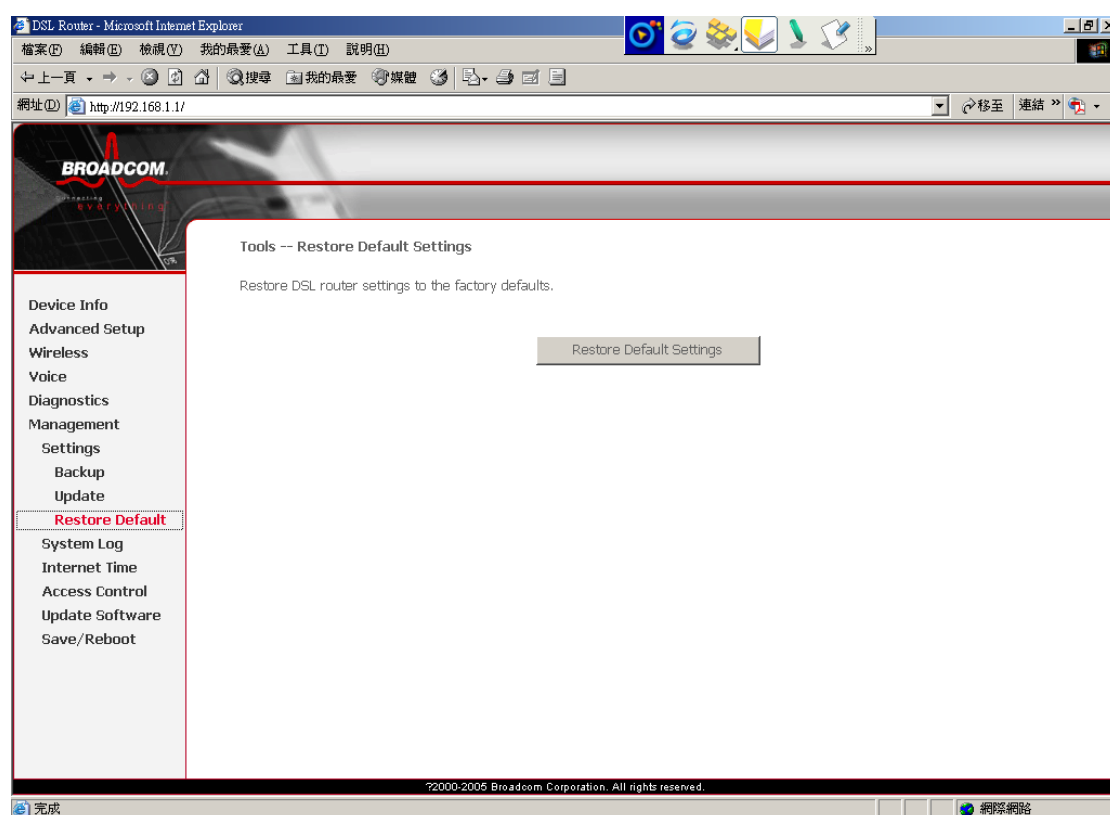 DSL Router - Microsoft Internet Explorer
檔案(F) 編輯(E) 檢視(V) 我的最愛(A) 工具(T) 說明(H)
上一頁 搜尋 我的最愛 媒體
網址(D) http://192.168.1.1/ 移至 連結 »
BROADCOM.
Connecting
everything
Tools -- Restore Default Settings
Restore DSL router settings to the factory defaults.
Restore Default Settings
Device Info
Advanced Setup
Wireless
Voice
Diagnostics
Management
Settings
Backup
Update
Restore Default
System Log
Internet Time
Access Control
Update Software
Save/Reboot
?2000-2005 Broadcom Corporation. All rights reserved.
完成 網際網路